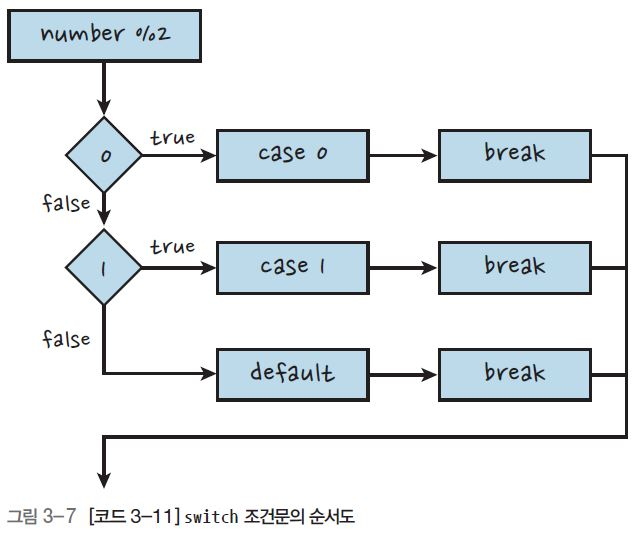 number %2
0
true
case 0
break
false
1
true
case 1
break
false
default
break
그림 3-7 [코드 3-11] switch 조건문의 순서도